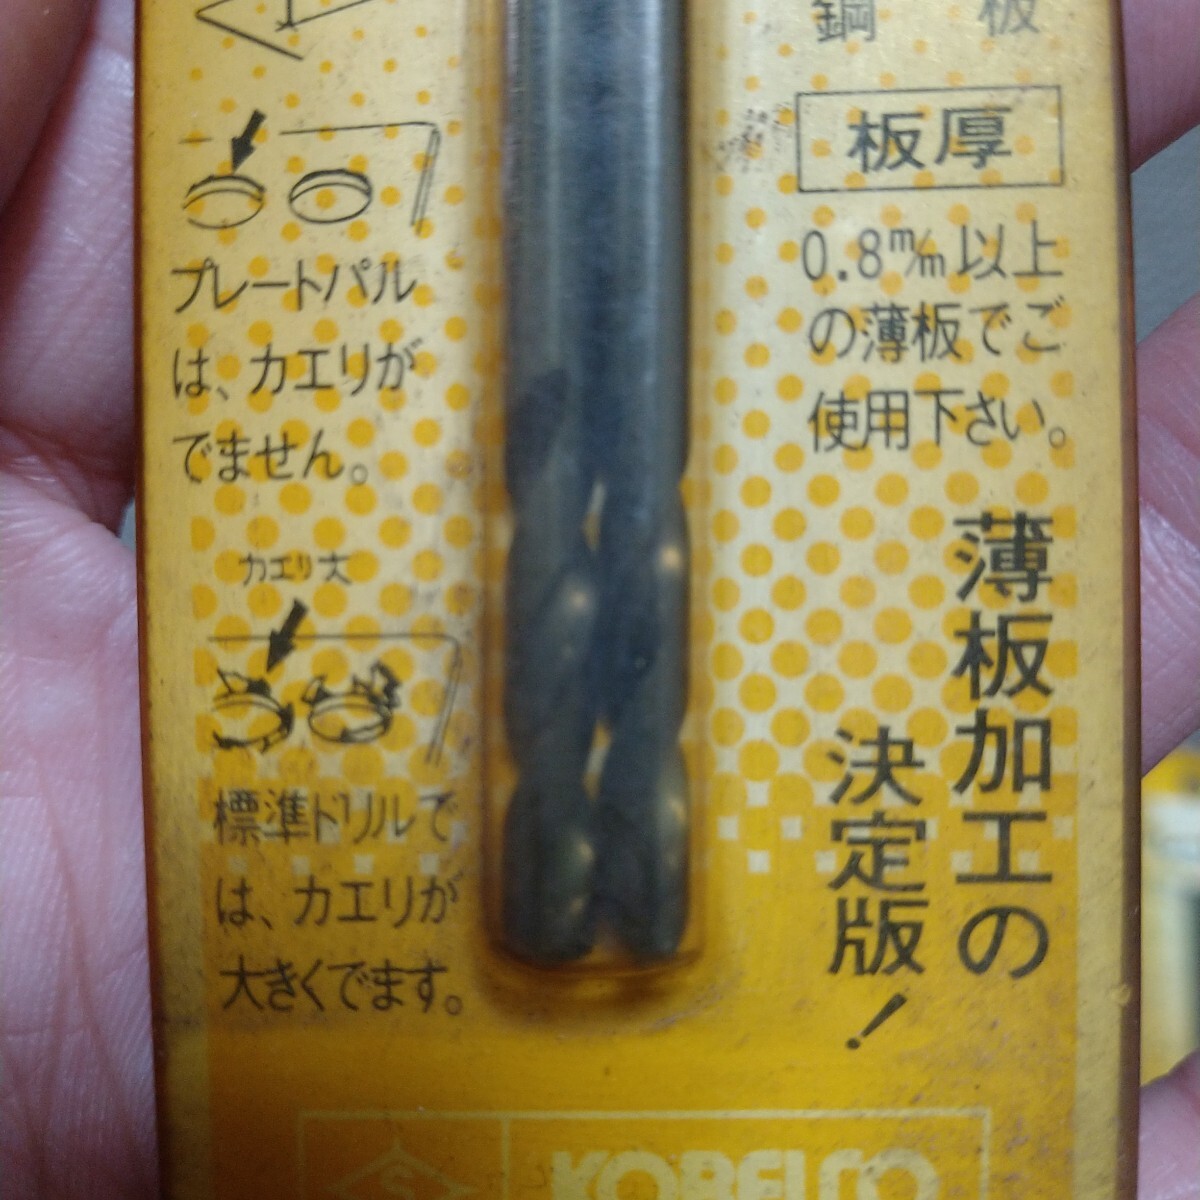 プレートパル
は、カエリが
でません。
カエリ大
標準ドリルで
は、カエリが
大きくでます。
鋼板
板厚
0.8m/m以上
の薄板でご
使用下さい。
薄板加工の
決定版!
S
KOBELCO